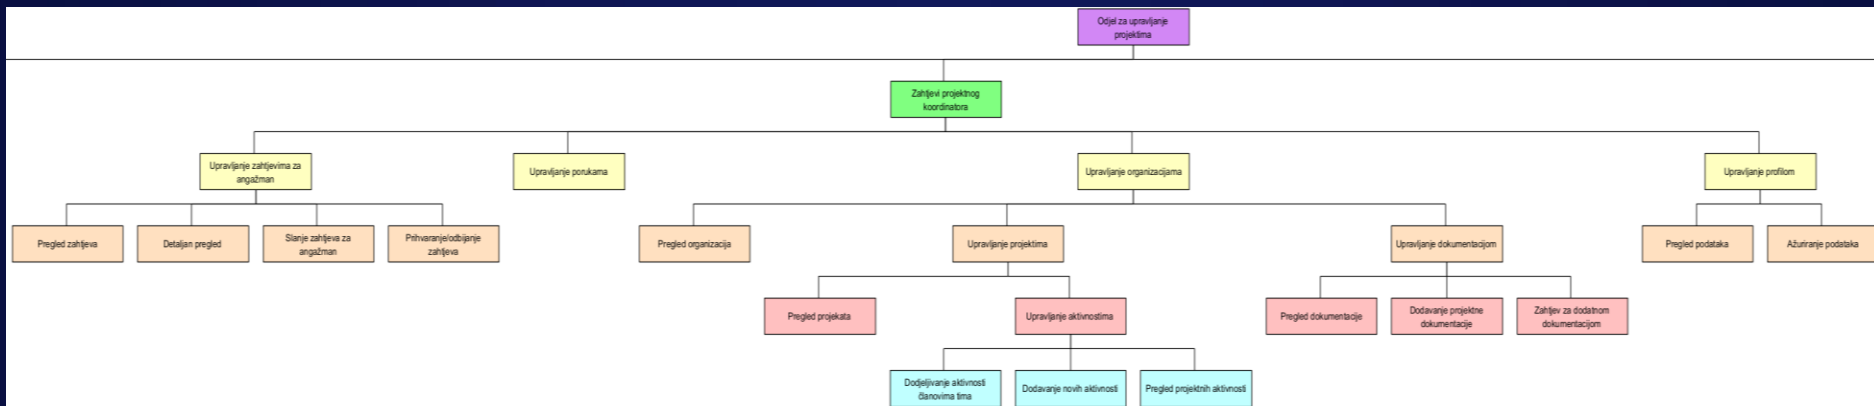 Odjel za upravljanje
projektima
Zahtjevi projektnog
koordinatora
Upravljanje zahtjevima za
angažman
Upravljanje porukama
Upravljanje organizacijama
Upravljanje profilom
Pregled zahtjeva
Detaljan pregled
Slanje zahtjeva za
angažman
Prihvaranje/odbijanje
zahtjeva
Pregled organizacija
Upravljanje projektima
Upravljanje dokumentacijom
Pregled podataka
Ažuriranje podataka
Pregled projekata
Upravljanje aktivnostima
Pregled dokumentacije
Dodavanje projektne
dokumentacije
Zahtjev za dodatnom
dokumentacijom
Dodjeljivanje aktivnosti
članovima tima
Dodavanje novih aktivnosti
Pregled projektnih aktivnosti